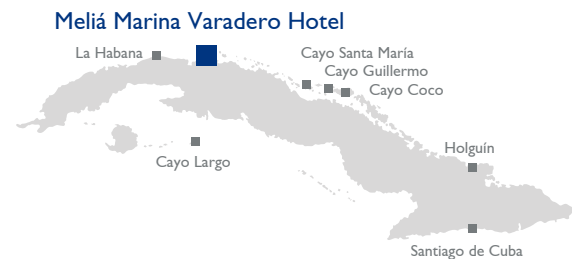 Meliá Marina Varadero Hotel
La Habana
Cayo Santa María
Cayo Guillermo
Cayo Coco
Holguín
Cayo Largo
Santiago de Cuba